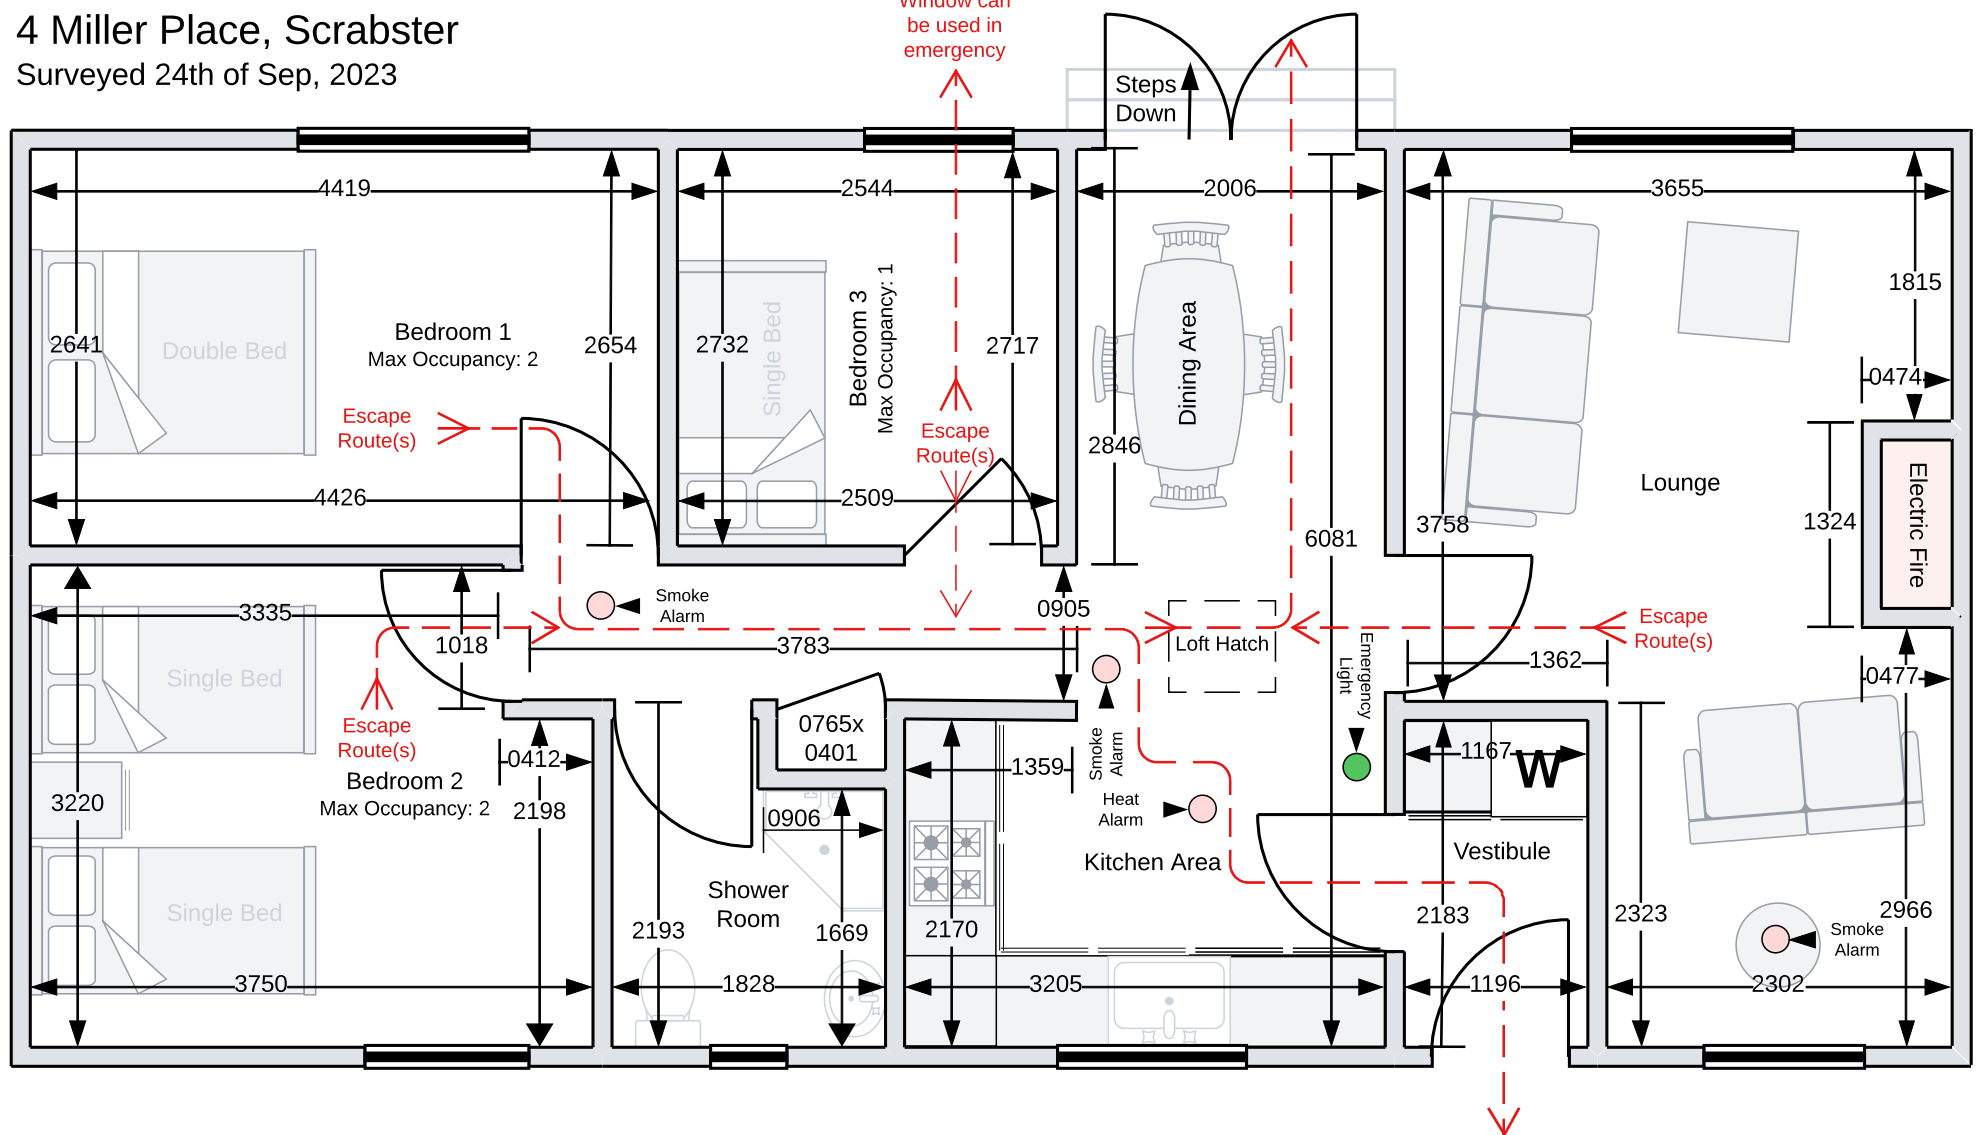 4 Miller Place, Scrabster
Surveyed 24th of Sep, 2023
Window can
be used in
emergency
Steps
Down
4419
2544
2006
3655
1815
2641
Double Bed
Bedroom 1
Max Occupancy: 2
2654
2732
Single Bed
Bedroom 3
Max Occupancy: 1
2717
Dining Area
0474
Escape
Route(s)
Escape
Route(s)
2846
Lounge
Electric Fire
4426
2509
3758
1324
6081
3335
Smoke
Alarm
0905
Escape
Route(s)
1018
3783
Loft Hatch
Emergency
Light
1362
Single Bed
0477
Escape
Route(s)
0765x
0401
0412
Smoke
Alarm
1359
1167
W
Bedroom 2
Max Occupancy: 2
3220
2198
0906
Heat
Alarm
Kitchen Area
Vestibule
Single Bed
Shower
Room
2193
1669
2170
2183
2323
2966
Smoke
Alarm
3750
1828
3205
1196
2302